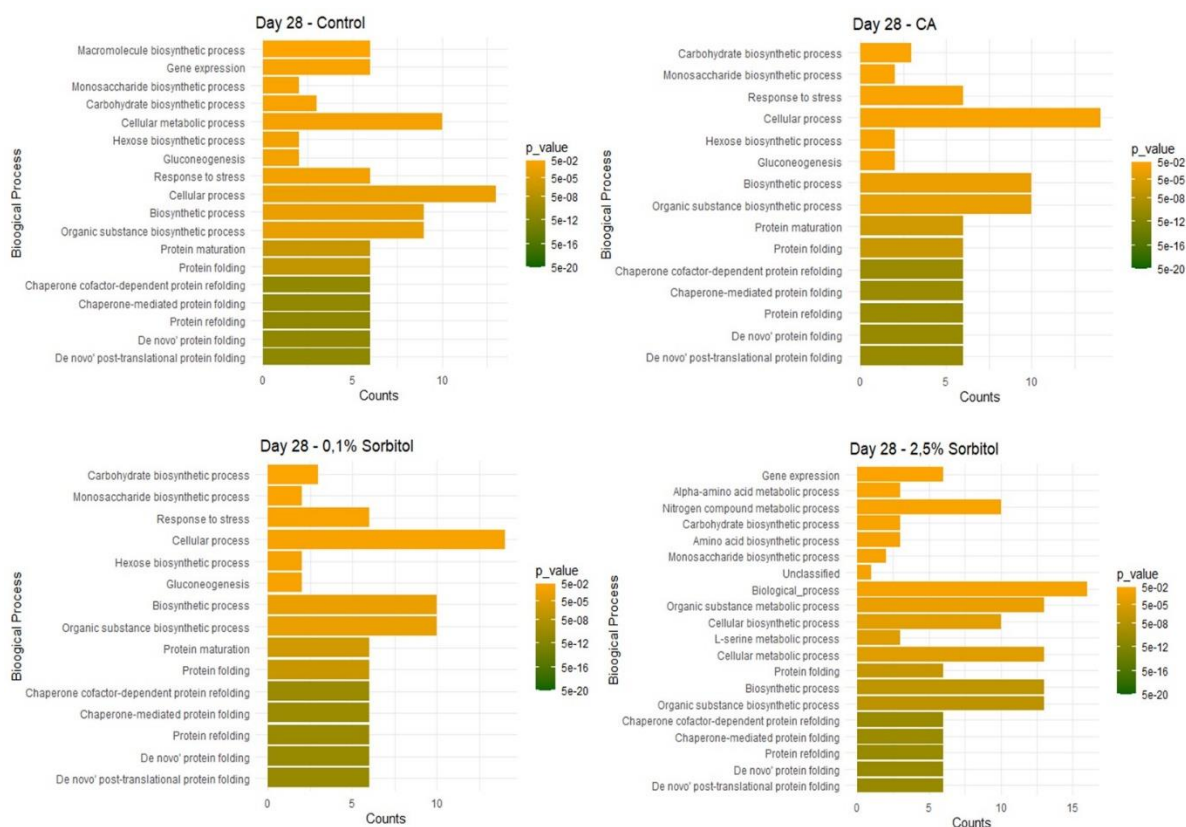 Day 28 - Control
Bioogical Process
Macromolecule biosynthetic process
Gene expression
Monosaccharide biosynthetic process
Carbohydrate biosynthetic process
Cellular metabolic process
Hexose biosynthetic process
Gluconeogenesis
Response to stress
Cellular process
Biosynthetic process
Organic substance biosynthetic process
Protein maturation
Protein folding
Chaperone cofactor-dependent protein refolding
Chaperone-mediated protein folding
Protein refolding
De novo' protein folding
De novo' post-translational protein folding
0 5 10
Counts
p_value
5e-02
5e-05
5e-08
5e-12
5e-16
5e-20
Day 28 - CA
Bioogical Process
Carbohydrate biosynthetic process
Monosaccharide biosynthetic process
Response to stress
Cellular process
Hexose biosynthetic process
Gluconeogenesis
Biosynthetic process
Organic substance biosynthetic process
Protein maturation
Protein folding
Chaperone cofactor-dependent protein refolding
Chaperone-mediated protein folding
Protein refolding
De novo' protein folding
De novo' post-translational protein folding
0 5 10
Counts
p_value
5e-02
5e-05
5e-08
5e-12
5e-16
5e-20
Day 28 - 0,1% Sorbitol
Bioogical Process
Carbohydrate biosynthetic process
Monosaccharide biosynthetic process
Response to stress
Cellular process
Hexose biosynthetic process
Gluconeogenesis
Biosynthetic process
Organic substance biosynthetic process
Protein maturation
Protein folding
Chaperone cofactor-dependent protein refolding
Chaperone-mediated protein folding
Protein refolding
De novo' protein folding
De novo' post-translational protein folding
0 5 10
Counts
p_value
5e-02
5e-05
5e-08
5e-12
5e-16
5e-20
Day 28 - 2,5% Sorbitol
Bioogical Process
Gene expression
Alpha-amino acid metabolic process
Nitrogen compound metabolic process
Carbohydrate biosynthetic process
Amino acid biosynthetic process
Monosaccharide biosynthetic process
Unclassified
Biological_process
Organic substance metabolic process
Cellular biosynthetic process
L-serine metabolic process
Cellular metabolic process
Protein folding
Biosynthetic process
Organic substance biosynthetic process
Chaperone cofactor-dependent protein refolding
Chaperone-mediated protein folding
Protein refolding
De novo' protein folding
De novo' post-translational protein folding
0 5 10 15
Counts
p_value
5e-02
5e-05
5e-08
5e-12
5e-16
5e-20